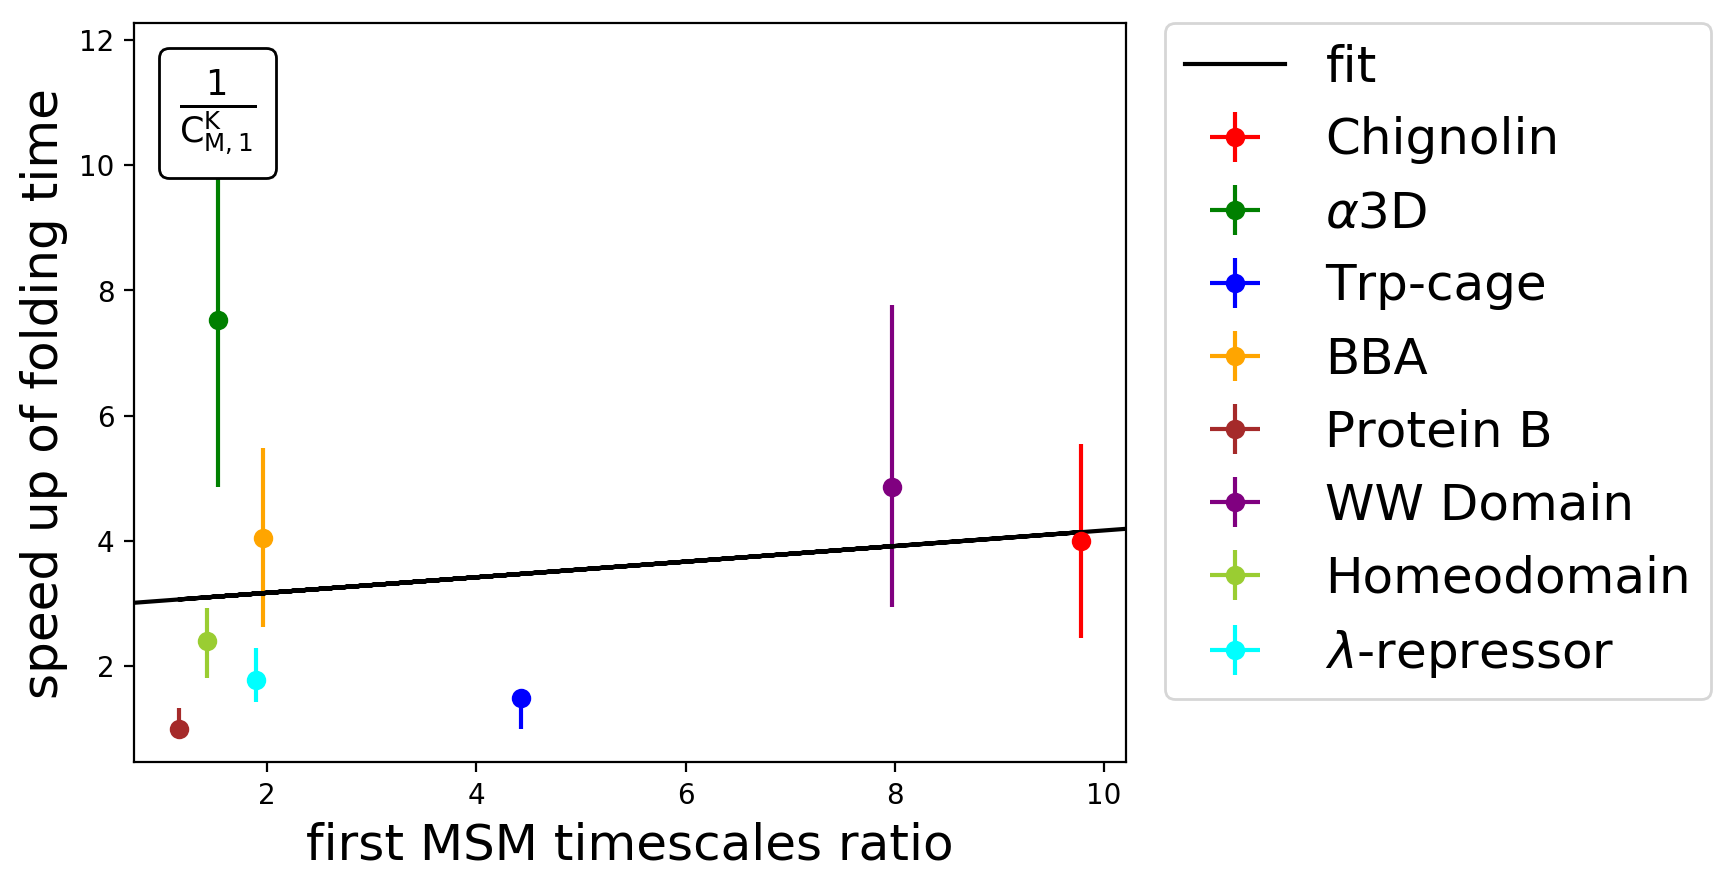 12
10
8
6
4
2
speed up of folding time
1
C^K_M, 1
2 4 6 8 10
first MSM timescales ratio
fit
Chignolin
α3D
Trp-cage
BBA
Protein B
WW Domain
Homeodomain
λ-repressor